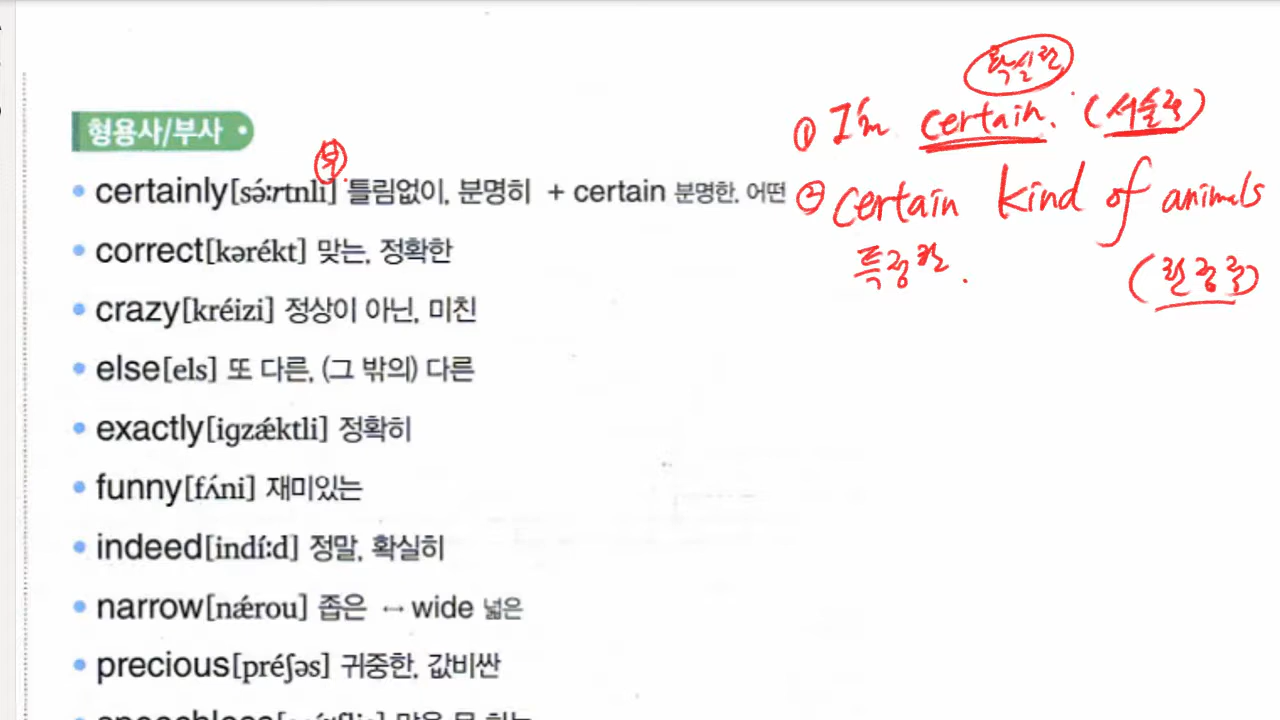 확실한
① I'm certain. (서술용)
형용사/부사
부
certainly[sə́ːrtnli] 틀림없이, 분명히 + certain 분명한, 어떤
② Certain kind of animals
correct[kərékt] 맞는, 정확한
특정한.
(한정용)
crazy[kréizi] 정상이 아닌, 미친
else[els] 또 다른, (그 밖의) 다른
exactly[igzǽktli] 정확히
funny[fʌ́ni] 재미있는
indeed[indíːd] 정말, 확실히
narrow[nǽrou] 좁은 ↔ wide 넓은
precious[préʃəs] 귀중한, 값비싼